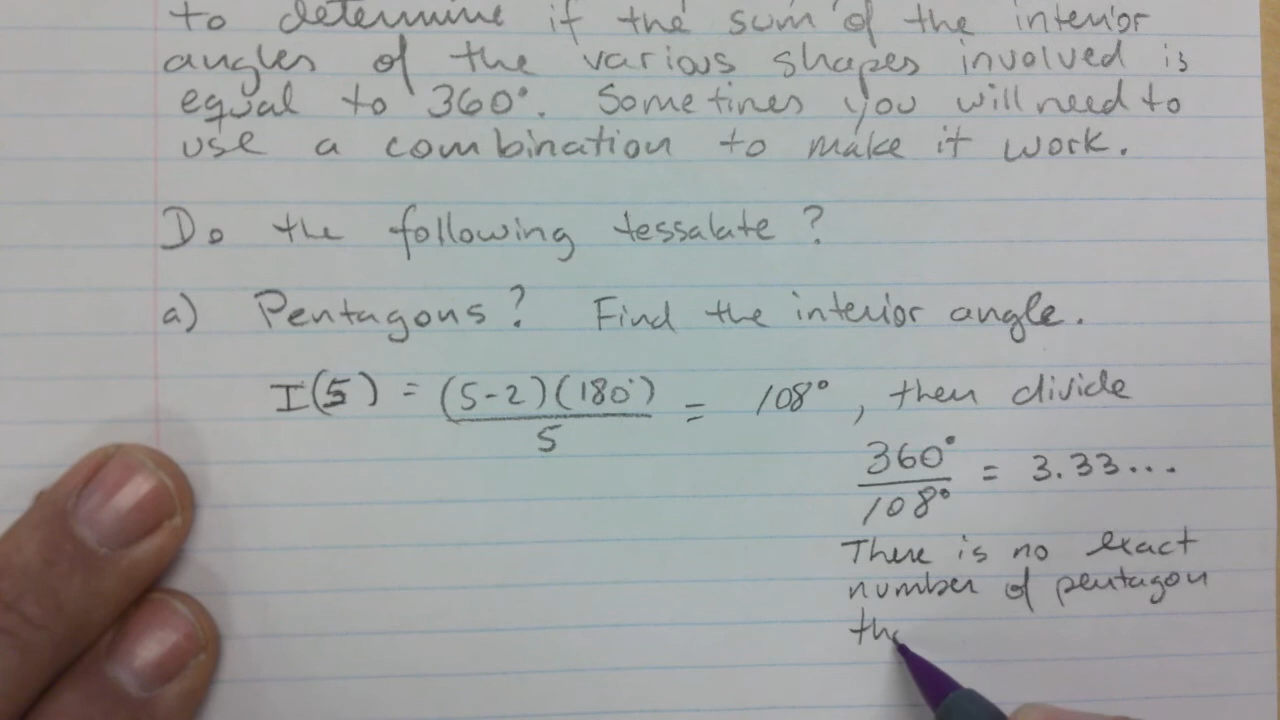 to determine if the sum of the interior
angles of the various shapes involved is
equal to 360°. Sometimes you will need to
use a combination to make it work.
Do the following tessalate?
a) Pentagons? Find the interior angle.
I(5) = (5-2)(180°)/5 = 108°, then divide
360°/108° = 3.33...
There is no exact
number of pentagon
the